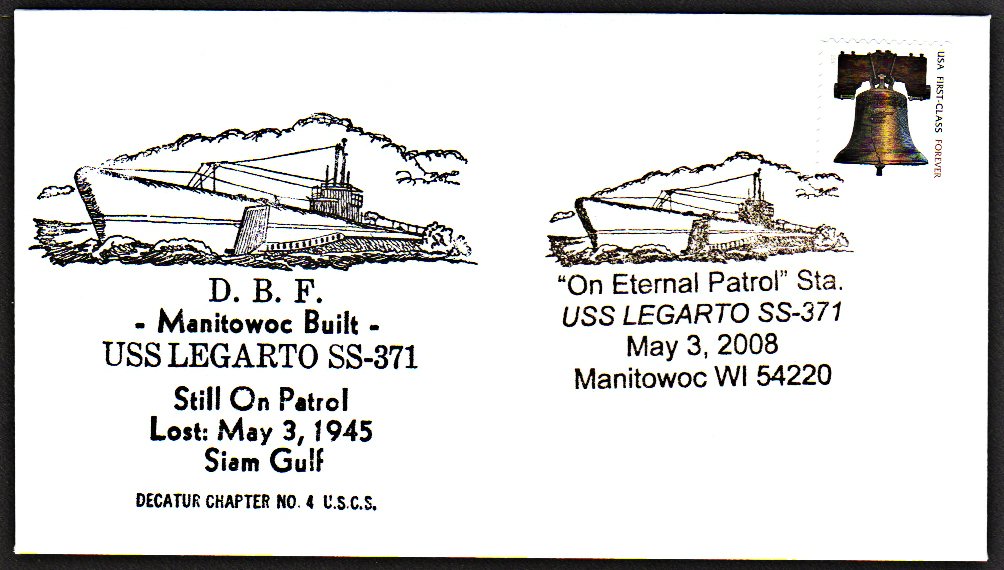 D. B. F.
- Manitowoc Built -
USS LEGARTO SS-371
Still On Patrol
Lost: May 3, 1945
Siam Gulf
DECATUR CHAPTER NO. 4 U.S.C.S.
USA FIRST-CLASS FOREVER
"On Eternal Patrol" Sta.
USS LEGARTO SS-371
May 3, 2008
Manitowoc WI 54220